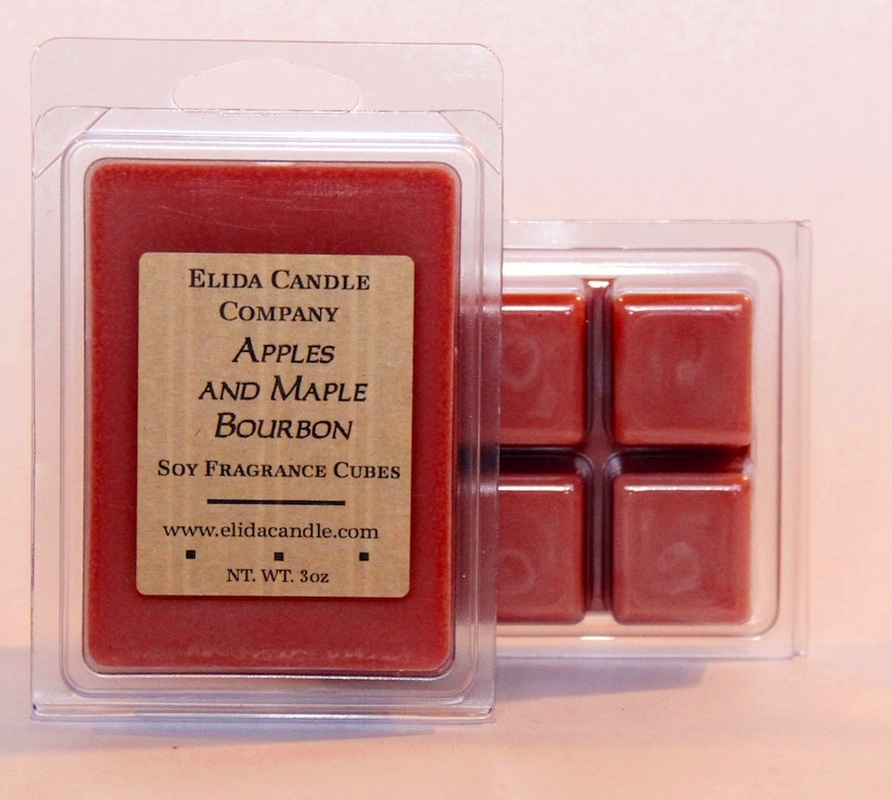 Elida Candle
Company
Apples
and Maple
Bourbon
Soy Fragrance Cubes
www.elidacandle.com
NT. WT. 3oz